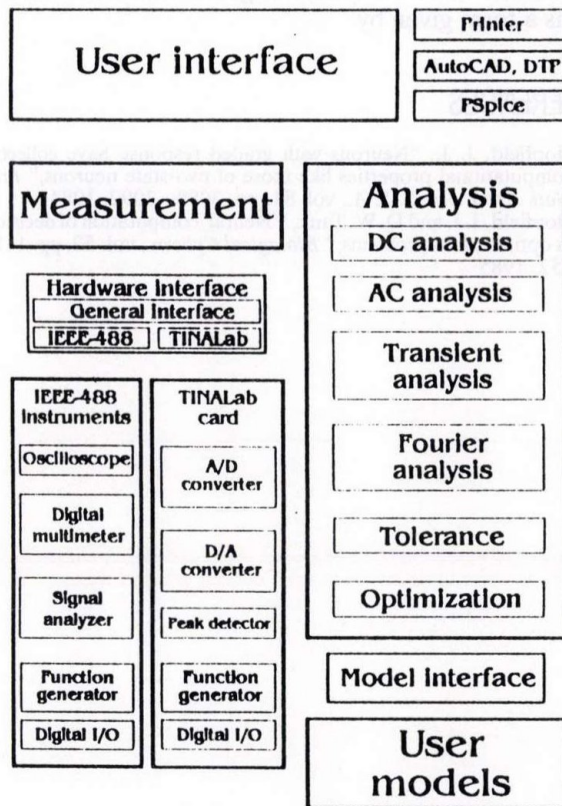 User interface
Printer
AutoCAD, DTP
PSpice
Measurement
Hardware interface
General interface
IEEE-488
TINALab
IEEE-488
instruments
Oscilloscope
Digital
multimeter
Signal
analyzer
Function
generator
Digital I/O
TINALab
card
A/D
converter
D/A
converter
Peak detector
Function
generator
Digital I/O
Analysis
DC analysis
AC analysis
Transient
analysis
Fourier
analysis
Tolerance
Optimization
Model interface
User
models